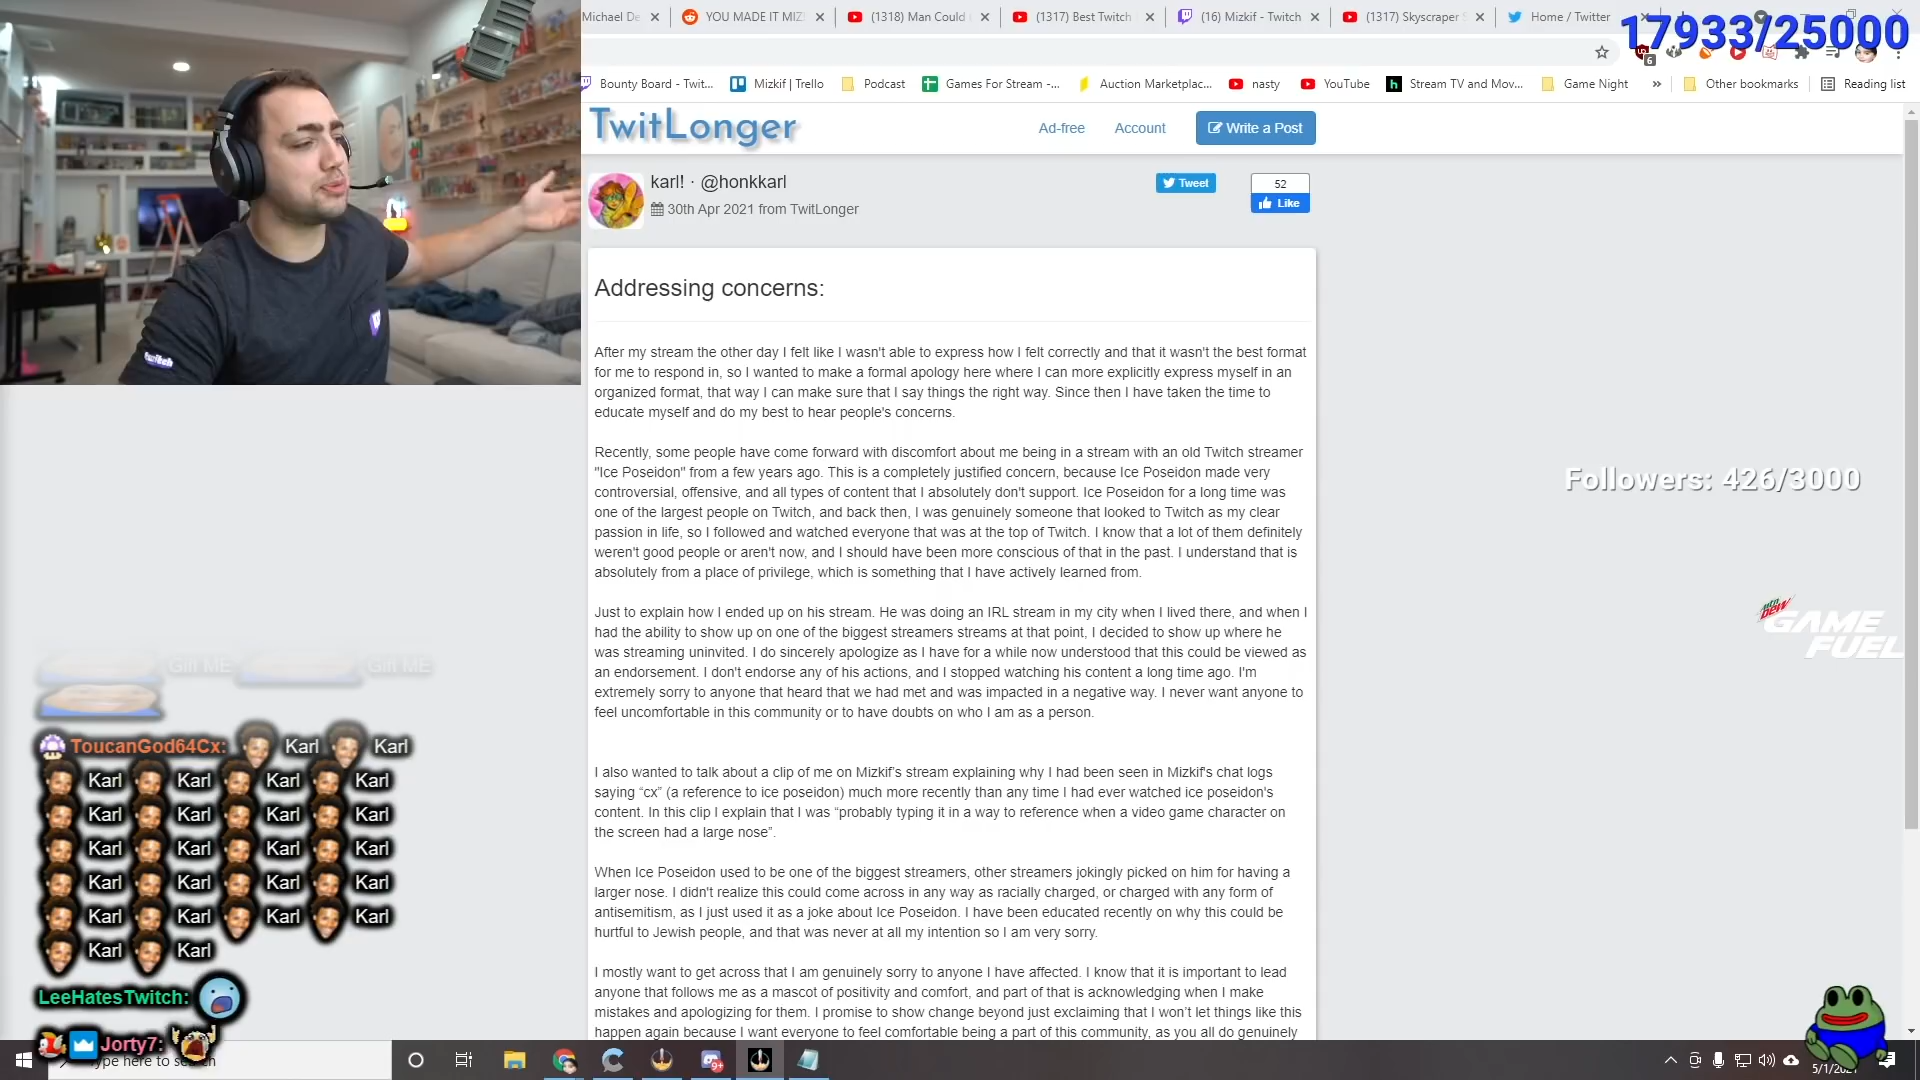 Michael De
YOU MADE IT MIZ
(1318) Man Could
(1317) Best Twitch
(16) Mizkif - Twitch
(1317) Skyscraper
Home / Twitter
17933/25000
6
Bounty Board - Twit...
Mizkif | Trello
Podcast
Games For Stream -...
Auction Marketplac...
nasty
YouTube
h
Stream TV and Mov...
Game Night
»
Other bookmarks
Reading list
TwitLonger
Ad-free
Account
Write a Post
karl! · @honkkarl
30th Apr 2021 from TwitLonger
Tweet
52
Like
Addressing concerns:
After my stream the other day I felt like I wasn't able to express how I felt correctly and that it wasn't the best format
for me to respond in, so I wanted to make a formal apology here where I can more explicitly express myself in an
organized format, that way I can make sure that I say things the right way. Since then I have taken the time to
educate myself and do my best to hear people's concerns.
Recently, some people have come forward with discomfort about me being in a stream with an old Twitch streamer
"Ice Poseidon" from a few years ago. This is a completely justified concern, because Ice Poseidon made very
controversial, offensive, and all types of content that I absolutely don't support. Ice Poseidon for a long time was
one of the largest people on Twitch, and back then, I was genuinely someone that looked to Twitch as my clear
passion in life, so I followed and watched everyone that was at the top of Twitch. I know that a lot of them definitely
weren't good people or aren't now, and I should have been more conscious of that in the past. I understand that is
absolutely from a place of privilege, which is something that I have actively learned from.
Just to explain how I ended up on his stream. He was doing an IRL stream in my city when I lived there, and when I
had the ability to show up on one of the biggest streamers streams at that point, I decided to show up where he
was streaming uninvited. I do sincerely apologize as I have for a while now understood that this could be viewed as
an endorsement. I don't endorse any of his actions, and I stopped watching his content a long time ago. I'm
extremely sorry to anyone that heard that we had met and was impacted in a negative way. I never want anyone to
feel uncomfortable in this community or to have doubts on who I am as a person.
I also wanted to talk about a clip of me on Mizkif's stream explaining why I had been seen in Mizkif's chat logs
saying “cx” (a reference to ice poseidon) much more recently than any time I had ever watched ice poseidon's
content. In this clip I explain that I was “probably typing it in a way to reference when a video game character on
the screen had a large nose”.
When Ice Poseidon used to be one of the biggest streamers, other streamers jokingly picked on him for having a
larger nose. I didn't realize this could come across in any way as racially charged, or charged with any form of
antisemitism, as I just used it as a joke about Ice Poseidon. I have been educated recently on why this could be
hurtful to Jewish people, and that was never at all my intention so I am very sorry.
I mostly want to get across that I am genuinely sorry to anyone I have affected. I know that it is important to lead
anyone that follows me as a mascot of positivity and comfort, and part of that is acknowledging when I make
mistakes and apologizing for them. I promise to show change beyond just exclaiming that I won't let things like this
happen again because I want everyone to feel comfortable being a part of this community, as you all do genuinely
Followers: 426/3000
mtn DEW
GAME
FUEL
Gift ME Gift ME
ToucanGod64Cx: Karl Karl
Karl Karl Karl Karl
Karl Karl Karl Karl
Karl Karl Karl Karl
Karl Karl Karl Karl
Karl Karl Karl Karl
Karl Karl
LeeHatesTwitch:
Jorty7:
Type here to search
9+